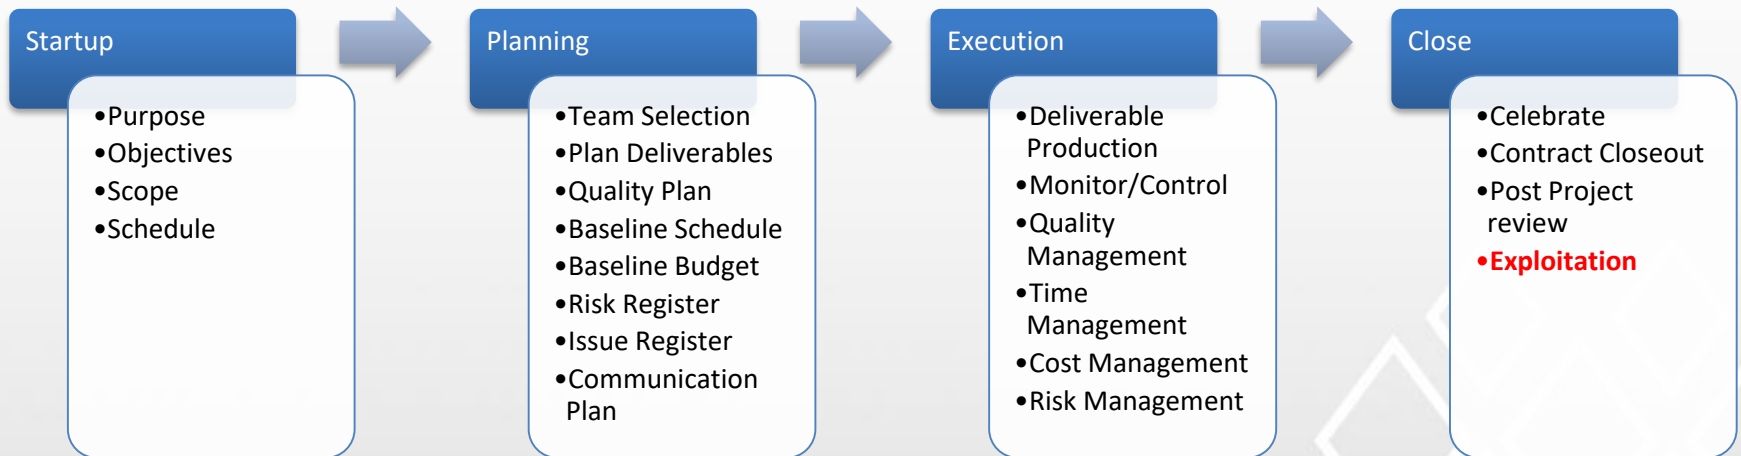 Startup
•Purpose
•Objectives
•Scope
•Schedule
Planning
•Team Selection
•Plan Deliverables
•Quality Plan
•Baseline Schedule
•Baseline Budget
•Risk Register
•Issue Register
•Communication
Plan
Execution
•Deliverable
Production
•Monitor/Control
•Quality
Management
•Time
Management
•Cost Management
•Risk Management
Close
•Celebrate
•Contract Closeout
•Post Project
review
•Exploitation